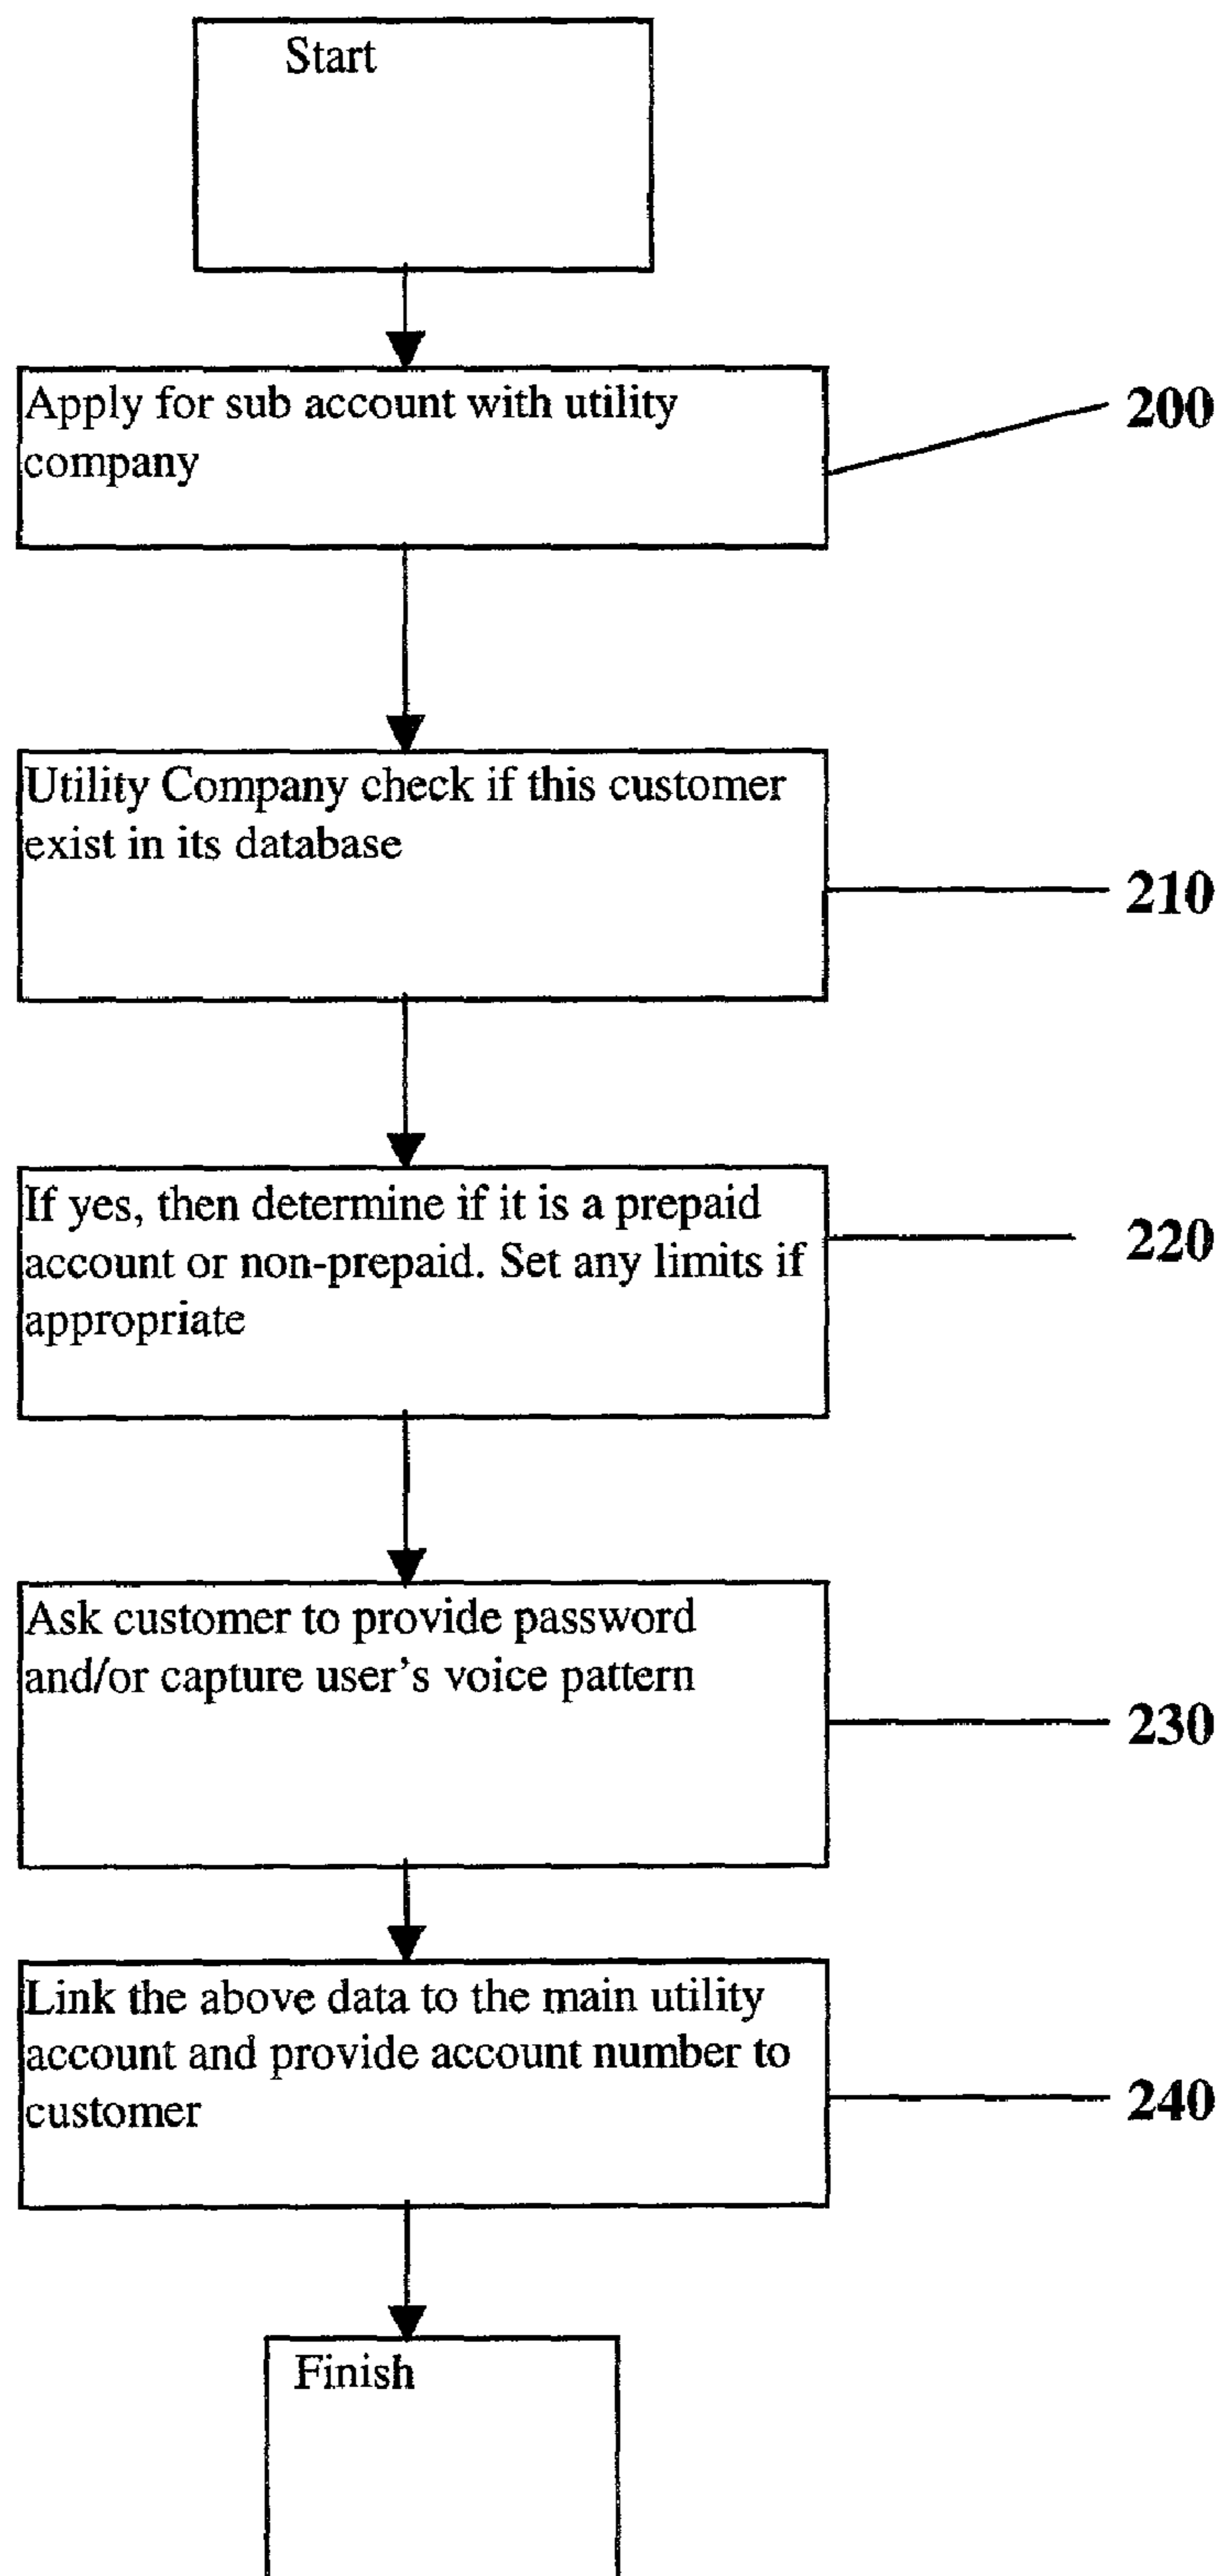 Start
Apply for sub account with utility
company
200
Utility Company check if this customer
exist in its database
210
If yes, then determine if it is a prepaid
account or non-prepaid. Set any limits if
appropriate
220
Ask customer to provide password
and/or capture user’s voice pattern
230
Link the above data to the main utility
account and provide account number to
customer
240
Finish